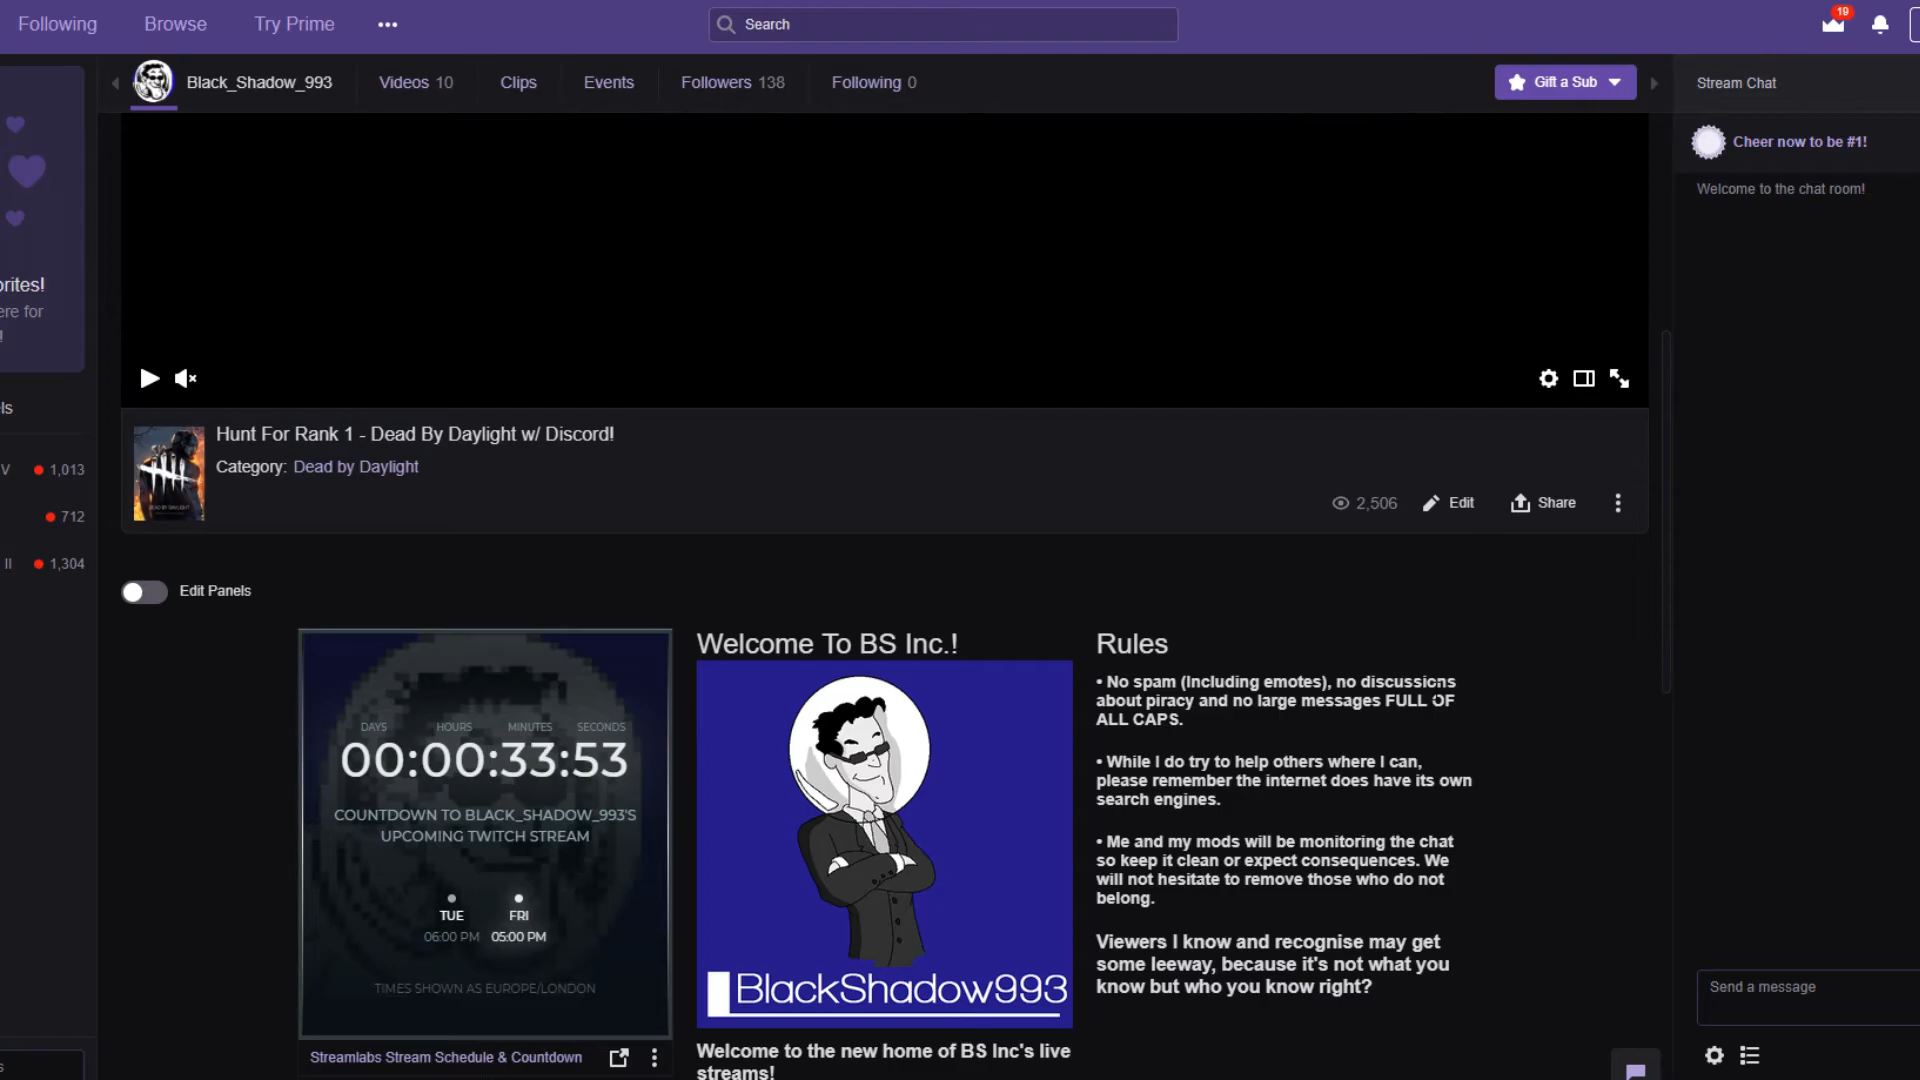 Following
Browse
Try Prime
Search
19
Black_Shadow_993
Videos 10
Clips
Events
Followers 138
Following 0
Gift a Sub
Stream Chat
Cheer now to be #1!
Welcome to the chat room!
orites!
ere for
!
ls
V 1,013
712
II 1,304
Hunt For Rank 1 - Dead By Daylight w/ Discord!
Category: Dead by Daylight
DEAD BY DAYLIGHT
2,506
Edit
Share
Edit Panels
DAYS HOURS MINUTES SECONDS
00:00:33:53
COUNTDOWN TO BLACK_SHADOW_993'S
UPCOMING TWITCH STREAM
TUE FRI
06:00 PM 05:00 PM
TIMES SHOWN AS EUROPE/LONDON
Streamlabs Stream Schedule & Countdown
Welcome To BS Inc.!
BlackShadow993
Welcome to the new home of BS Inc's live
streams!
Rules
• No spam (Including emotes), no discussions
about piracy and no large messages FULL OF
ALL CAPS.
• While I do try to help others where I can,
please remember the internet does have its own
search engines.
• Me and my mods will be monitoring the chat
so keep it clean or expect consequences. We
will not hesitate to remove those who do not
belong.
Viewers I know and recognise may get
some leeway, because it's not what you
know but who you know right?
Send a message
s